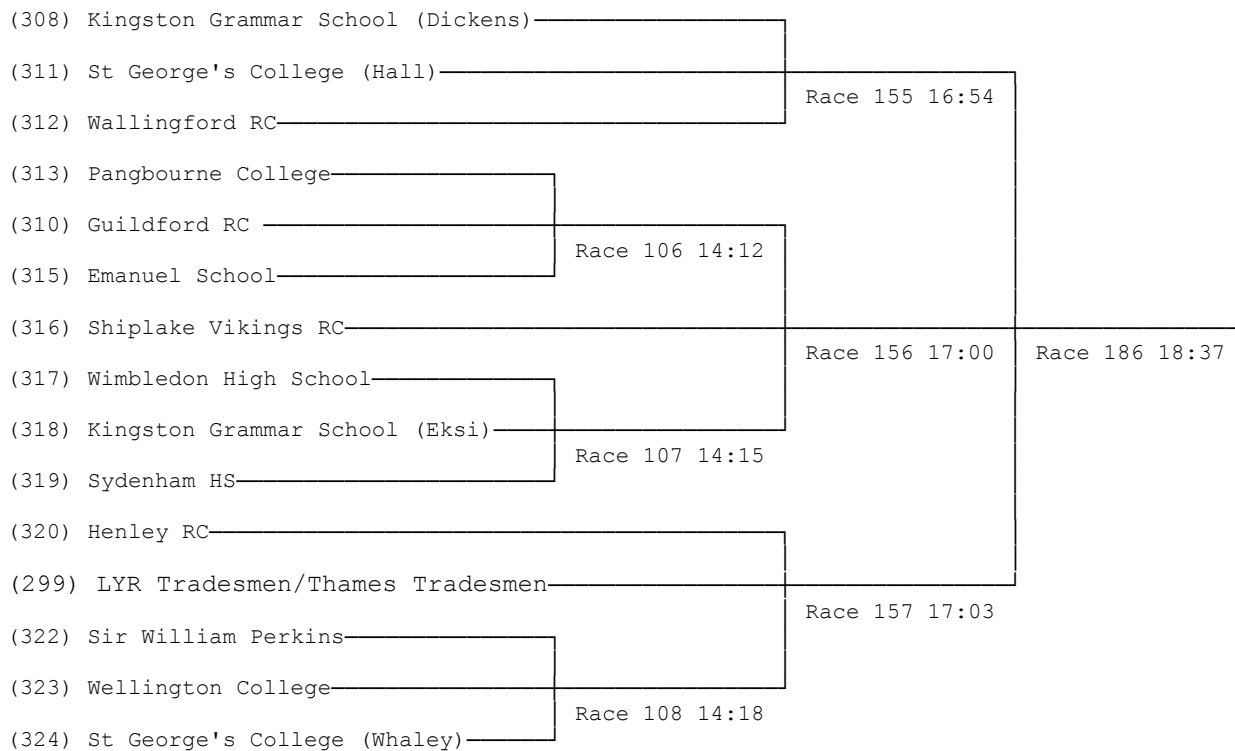 (308) Kingston Grammar School (Dickens)
(311) St George's College (Hall)
Race 155 16:54
(312) Wallingford RC
(313) Pangbourne College
(310) Guildford RC
Race 106 14:12
(315) Emanuel School
(316) Shiplake Vikings RC
Race 156 17:00 Race 186 18:37
(317) Wimbledon High School
(318) Kingston Grammar School (Eksi)
Race 107 14:15
(319) Sydenham HS
(320) Henley RC
(299) LYR Tradesmen/Thames Tradesmen
Race 157 17:03
(322) Sir William Perkins
(323) Wellington College
Race 108 14:18
(324) St George's College (Whaley)